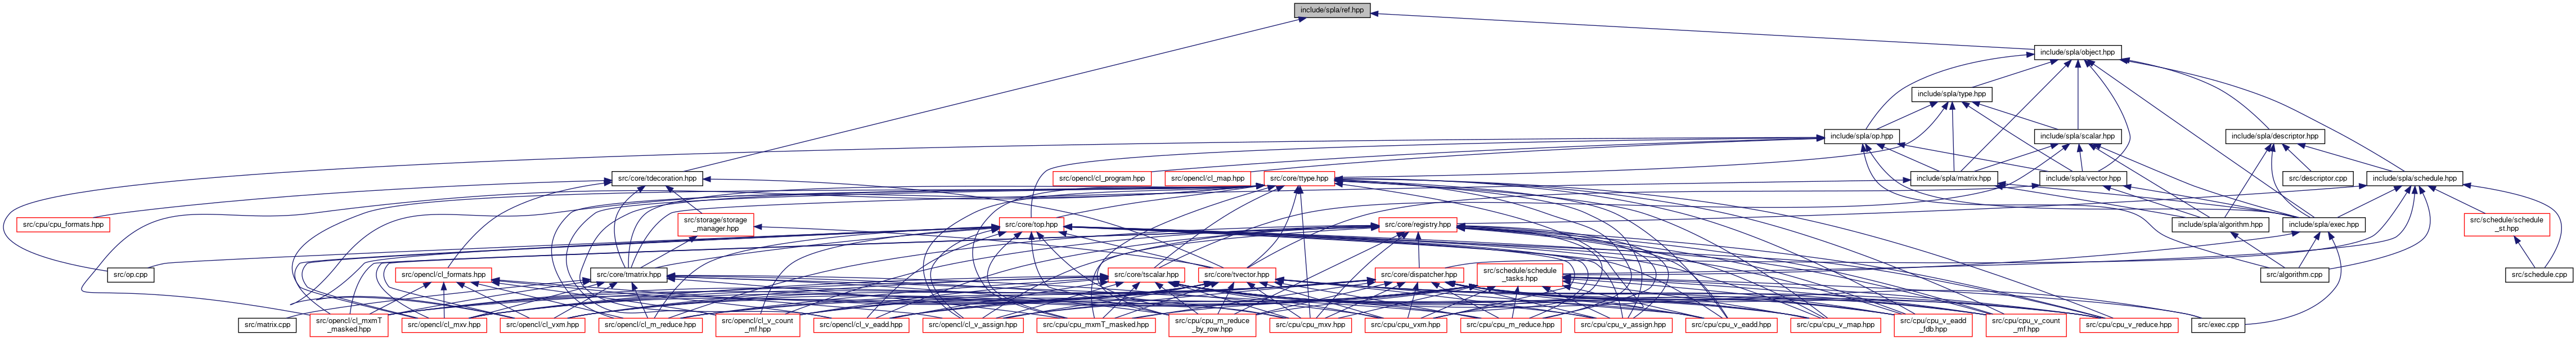 include/spla/ref.hpp
include/spla/object.hpp
include/spla/type.hpp
include/spla/op.hpp
include/spla/scalar.hpp
include/spla/descriptor.hpp
src/core/tdecoration.hpp
src/opencl/cl_program.hpp
src/opencl/cl_map.hpp
src/core/ttype.hpp
include/spla/matrix.hpp
include/spla/vector.hpp
src/descriptor.cpp
include/spla/schedule.hpp
src/cpu/cpu_formats.hpp
src/storage/storage
_manager.hpp
src/core/top.hpp
src/core/registry.hpp
include/spla/algorithm.hpp
include/spla/exec.hpp
src/schedule/schedule
_st.hpp
src/op.cpp
src/opencl/cl_formats.hpp
src/core/tmatrix.hpp
src/core/tscalar.hpp
src/core/tvector.hpp
src/core/dispatcher.hpp
src/schedule/schedule
_tasks.hpp
src/algorithm.cpp
src/schedule.cpp
src/matrix.cpp
src/opencl/cl_mxmT
_masked.hpp
src/opencl/cl_mxv.hpp
src/opencl/cl_vxm.hpp
src/opencl/cl_m_reduce.hpp
src/opencl/cl_v_count
_mf.hpp
src/opencl/cl_v_eadd.hpp
src/opencl/cl_v_assign.hpp
src/cpu/cpu_mxmT_masked.hpp
src/cpu/cpu_m_reduce
_by_row.hpp
src/cpu/cpu_mxv.hpp
src/cpu/cpu_vxm.hpp
src/cpu/cpu_m_reduce.hpp
src/cpu/cpu_v_assign.hpp
src/cpu/cpu_v_eadd.hpp
src/cpu/cpu_v_map.hpp
src/cpu/cpu_v_eadd
_fdb.hpp
src/cpu/cpu_v_count
_mf.hpp
src/cpu/cpu_v_reduce.hpp
src/exec.cpp